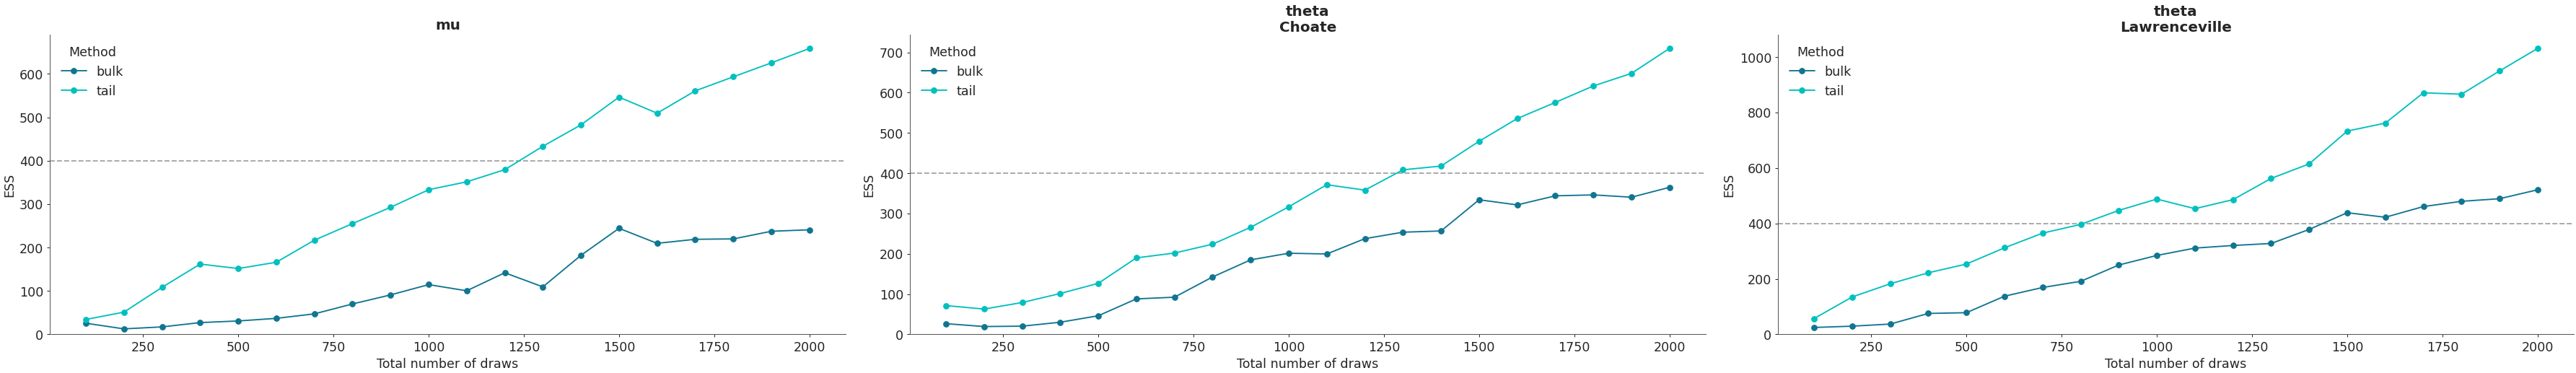 mu
Method
bulk
tail
ESS
600
500
400
300
200
100
0
250 500 750 1000 1250 1500 1750 2000
Total number of draws
theta
Choate
Method
bulk
tail
ESS
700
600
500
400
300
200
100
0
250 500 750 1000 1250 1500 1750 2000
Total number of draws
theta
Lawrenceville
Method
bulk
tail
ESS
1000
800
600
400
200
0
250 500 750 1000 1250 1500 1750 2000
Total number of draws